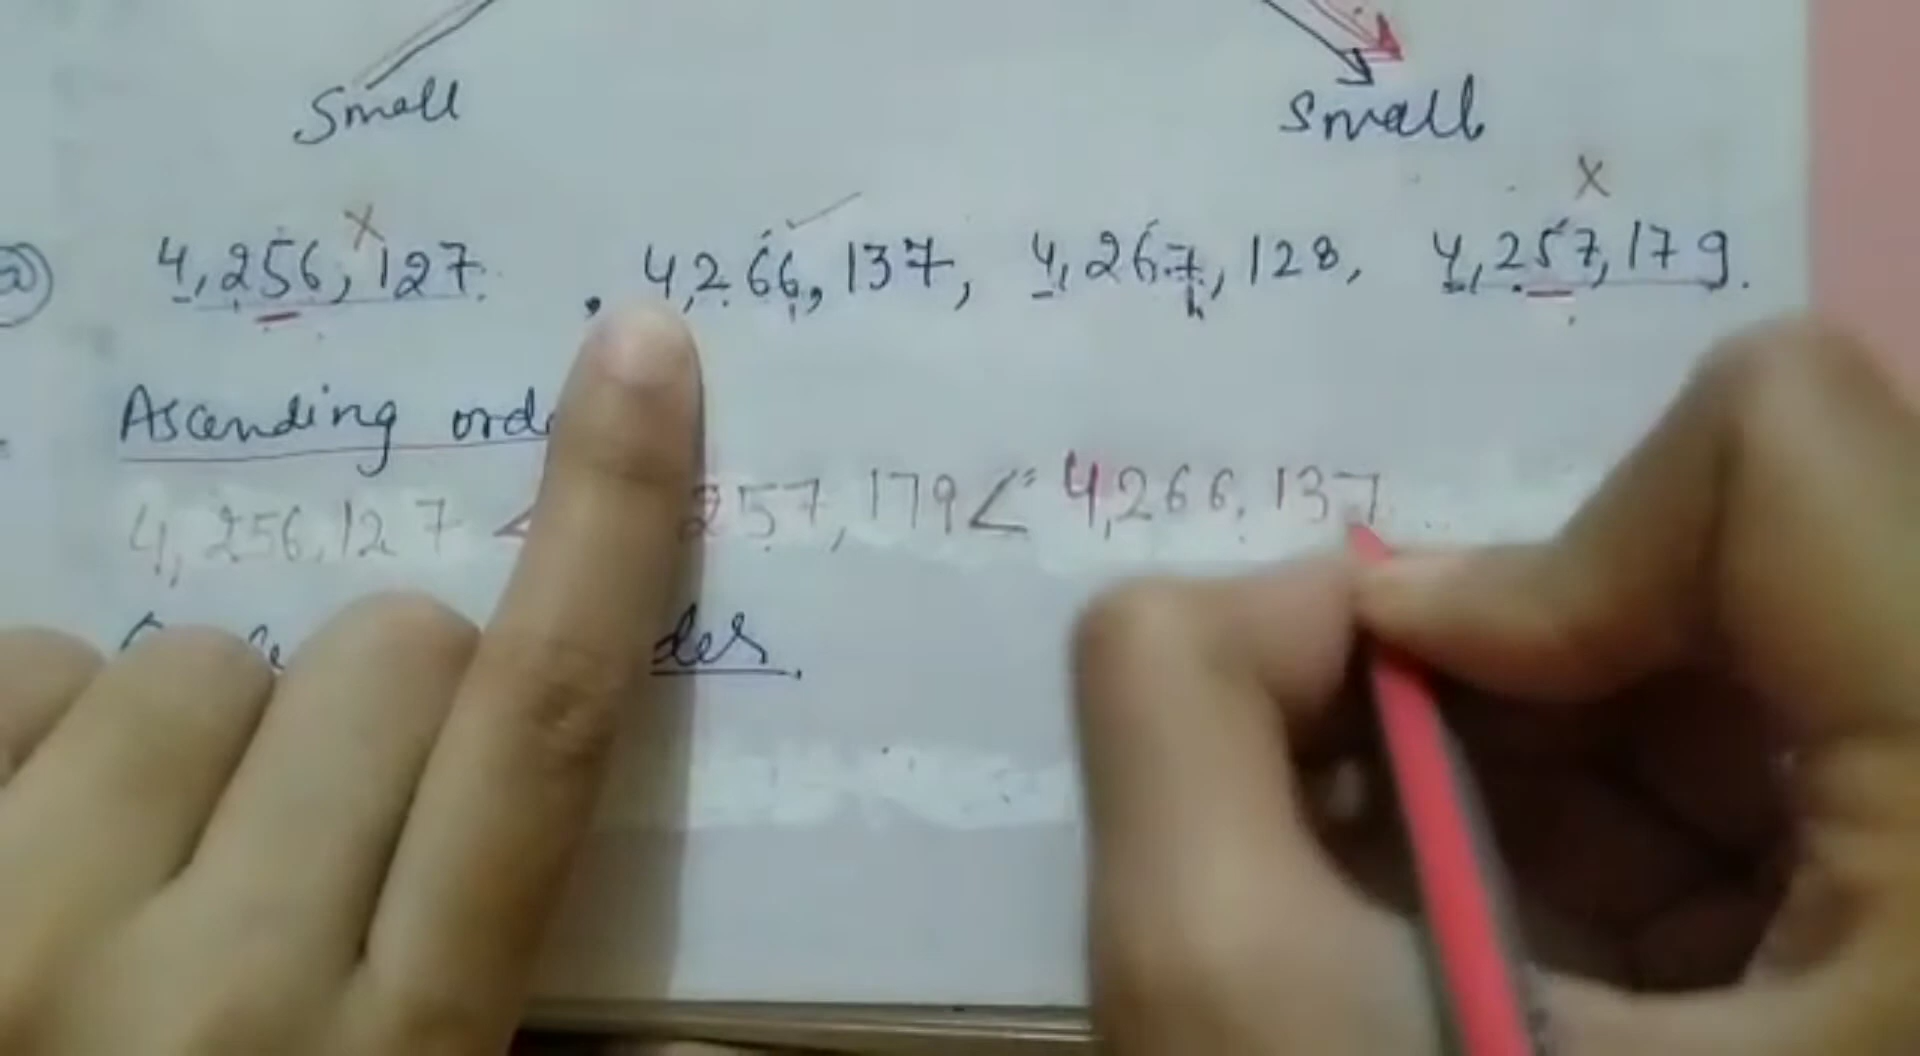 Small Small
x x
a) 4,256,127. 4,266,137, 4,267,128, 4,257,179.
Ascending
4,256,127 < 257,179 < 4,266,137
der